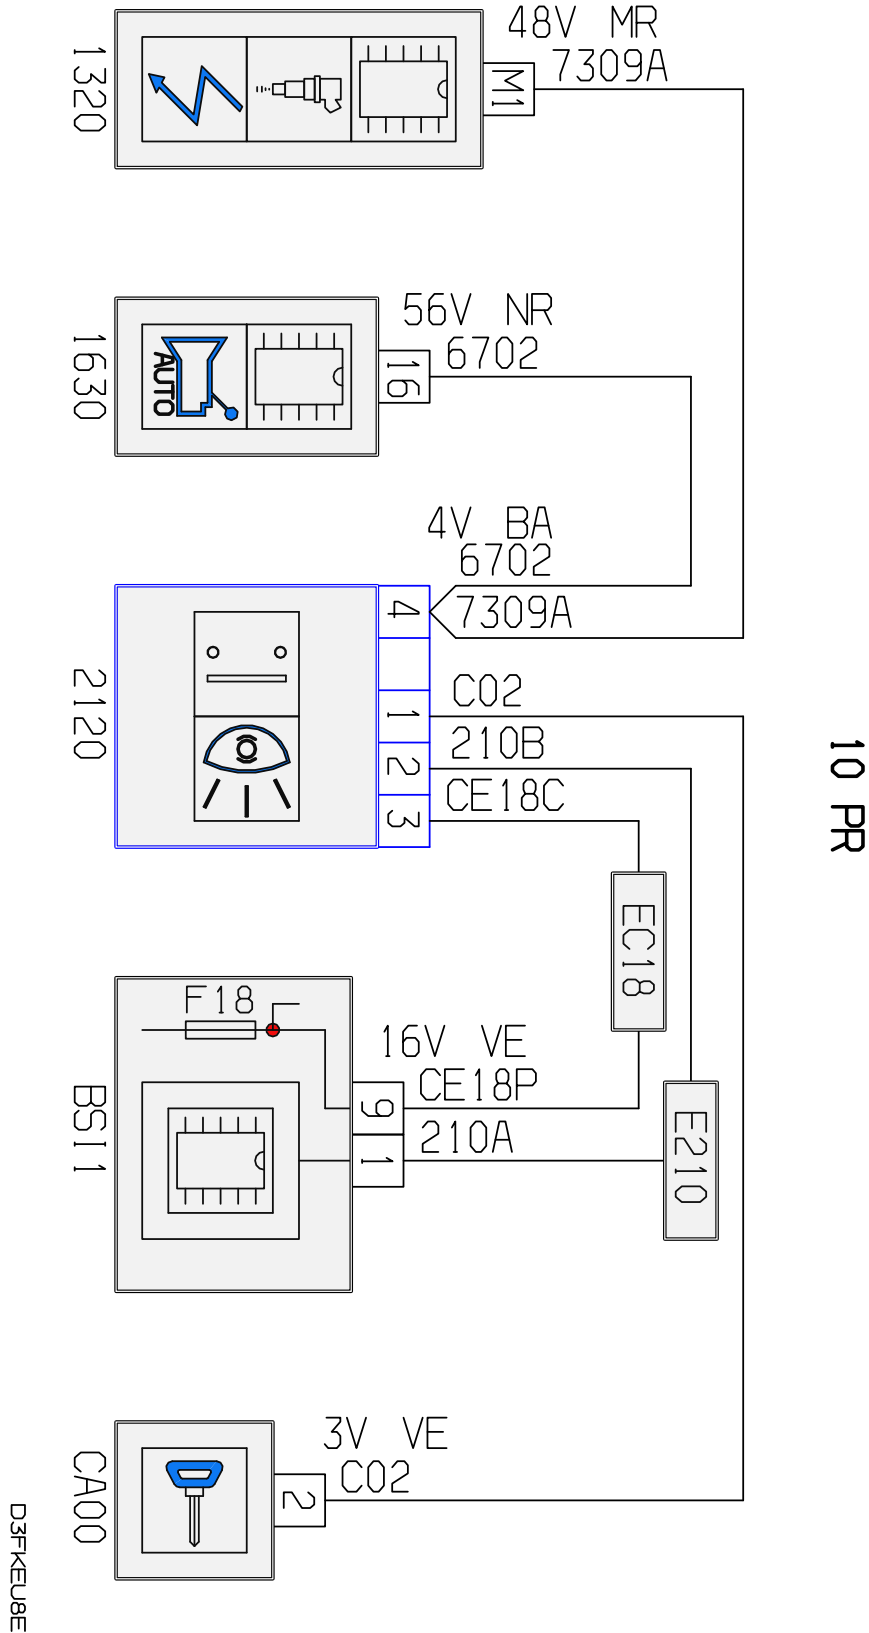 48V MR
7309A
M1
1320
56V NR
6702
16
AUTO
1630
4V BA
6702
4
7309A
2120
C02
1
210B
2
CE18C
3
10 PR
EC18
F18
16V VE
CE18P
9
210A
1
E210
BSI1
3V VE
C02
2
CA00
D3FKEU8E